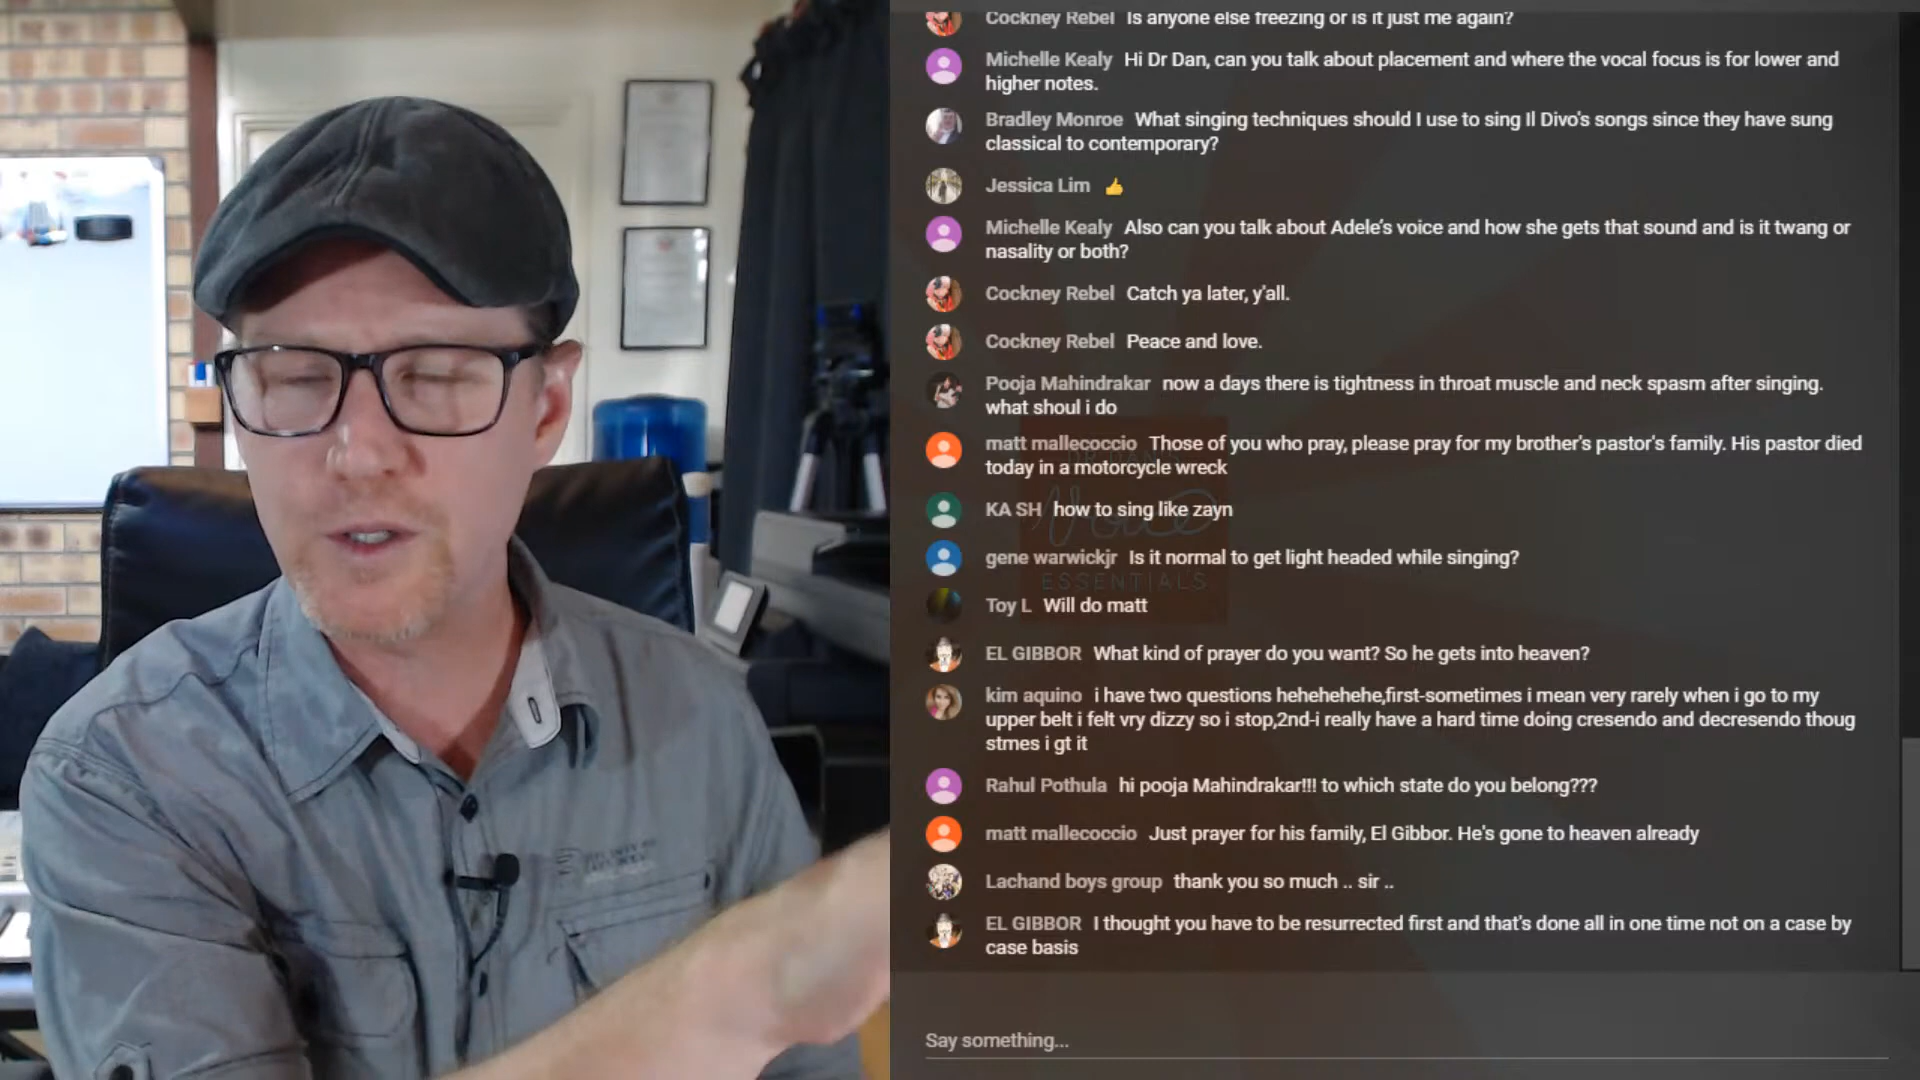 Cockney Rebel Is anyone else freezing or is it just me again?
Michelle Kealy Hi Dr Dan, can you talk about placement and where the vocal focus is for lower and
higher notes.
Bradley Monroe What singing techniques should I use to sing Il Divo's songs since they have sung
classical to contemporary?
Jessica Lim 👍
Michelle Kealy Also can you talk about Adele's voice and how she gets that sound and is it twang or
nasality or both?
Cockney Rebel Catch ya later, y'all.
Cockney Rebel Peace and love.
Pooja Mahindrakar now a days there is tightness in throat muscle and neck spasm after singing.
what shoul i do
matt mallecoccio Those of you who pray, please pray for my brother's pastor's family. His pastor died
today in a motorcycle wreck
KA SH how to sing like zayn
Voice
gene warwickjr Is it normal to get light headed while singing?
ESSENTIALS
Toy L Will do matt
EL GIBBOR What kind of prayer do you want? So he gets into heaven?
kim aquino i have two questions hehehehehe,first-sometimes i mean very rarely when i go to my
upper belt i felt vry dizzy so i stop,2nd-i really have a hard time doing cresendo and decresendo thoug
stmes i gt it
Rahul Pothula hi pooja Mahindrakar!!! to which state do you belong???
matt mallecoccio Just prayer for his family, El Gibbor. He's gone to heaven already
Lachand boys group thank you so much .. sir ..
EL GIBBOR I thought you have to be resurrected first and that's done all in one time not on a case by
case basis
Say something...